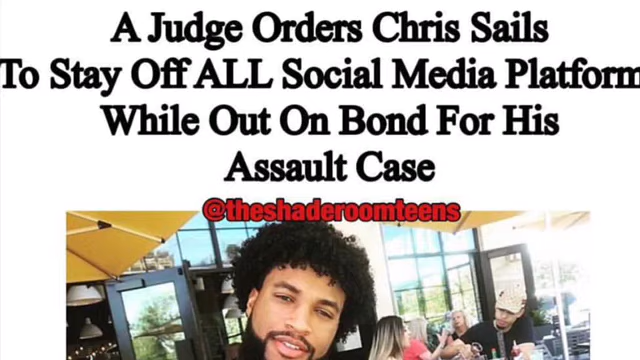 A Judge Orders Chris Sails
To Stay Off ALL Social Media Platform
While Out On Bond For His
Assault Case
@theshaderoomteens